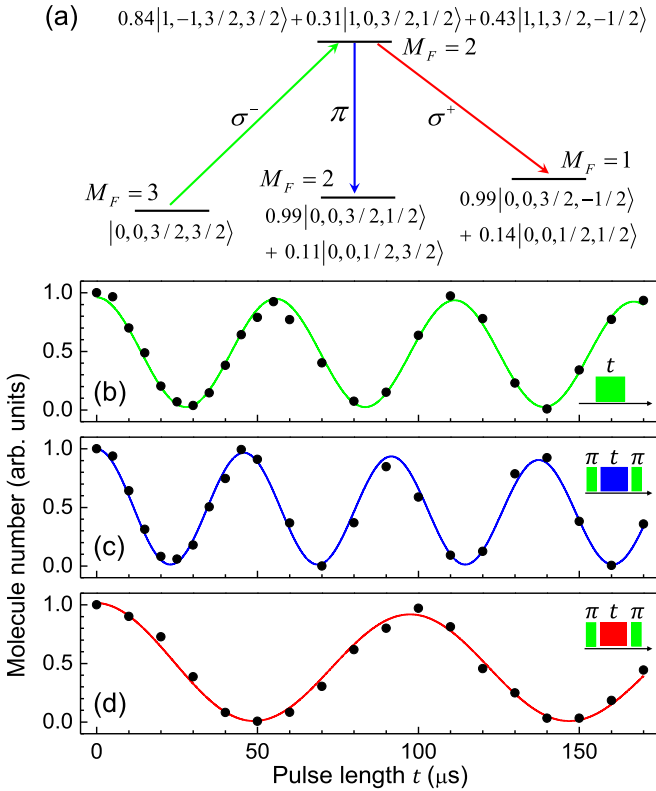 (a)
0.84|1,-1,3/2,3/2⟩+0.31|1,0,3/2,1/2⟩+0.43|1,1,3/2,-1/2⟩
M_F = 2
σ⁻
π
σ⁺
M_F = 3
|0,0,3/2,3/2⟩
M_F = 2
0.99|0,0,3/2,1/2⟩
+ 0.11|0,0,1/2,3/2⟩
M_F = 1
0.99|0,0,3/2,-1/2⟩
+ 0.14|0,0,1/2,1/2⟩
Molecule number (arb. units)
1.0
0.5
0.0
(b)
t
1.0
0.5
0.0
(c)
π t π
1.0
0.5
0.0
(d)
π t π
0 50 100 150
Pulse length t (μs)